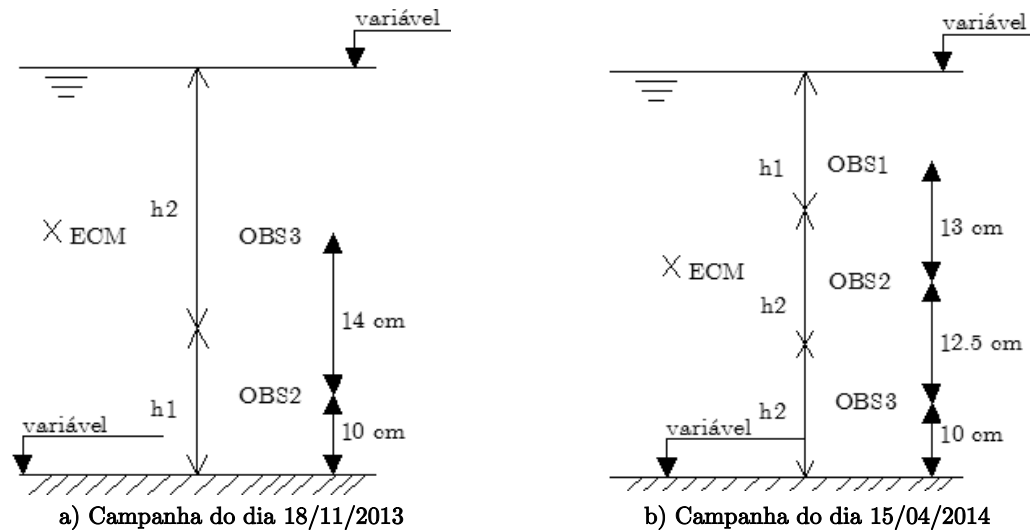 variável
h2
ECM
OBS3
14 cm
h1
OBS2
10 cm
variável
a) Campanha do dia 18/11/2013
variável
h1
OBS1
13 cm
ECM
OBS2
h2
12.5 cm
h2
OBS3
10 cm
variável
b) Campanha do dia 15/04/2014